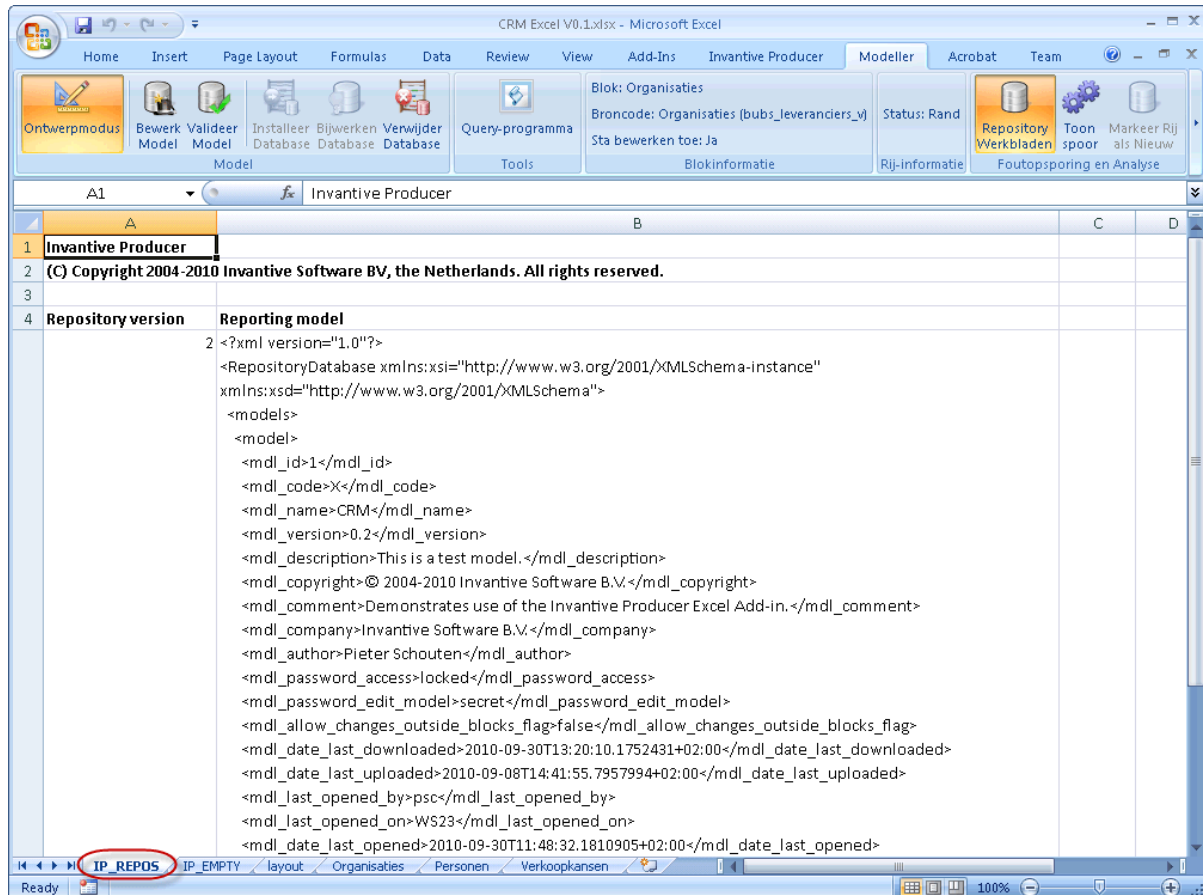 CRM Excel V0.1.xlsx - Microsoft Excel
Home Insert Page Layout Formulas Data Review View Add-Ins Invantive Producer Modeller Acrobat Team
Ontwerpmodus
Bewerk Model
Valideer Model
Installeer Database
Bijwerken Database
Verwijder Database
Model
Query-programma
Tools
Blok: Organisaties
Broncode: Organisaties (bubs_leveranciers_v)
Sta bewerken toe: Ja
Blokinformatie
Status: Rand
Rij-informatie
Repository Werkbladen
Toon spoor
Markeer Rij als Nieuw
Foutopsporing en Analyse
A1 fx Invantive Producer
A B C D
1 Invantive Producer
2 (C) Copyright 2004-2010 Invantive Software BV, the Netherlands. All rights reserved.
3
4 Repository version Reporting model
2 <?xml version="1.0"?>
<RepositoryDatabase xmlns:xsi="http://www.w3.org/2001/XMLSchema-instance"
xmlns:xsd="http://www.w3.org/2001/XMLSchema">
<models>
<model>
<mdl_id>1</mdl_id>
<mdl_code>X</mdl_code>
<mdl_name>CRM</mdl_name>
<mdl_version>0.2</mdl_version>
<mdl_description>This is a test model.</mdl_description>
<mdl_copyright>© 2004-2010 Invantive Software B.V.</mdl_copyright>
<mdl_comment>Demonstrates use of the Invantive Producer Excel Add-in.</mdl_comment>
<mdl_company>Invantive Software B.V.</mdl_company>
<mdl_author>Pieter Schouten</mdl_author>
<mdl_password_access>locked</mdl_password_access>
<mdl_password_edit_model>secret</mdl_password_edit_model>
<mdl_allow_changes_outside_blocks_flag>false</mdl_allow_changes_outside_blocks_flag>
<mdl_date_last_downloaded>2010-09-30T13:20:10.1752431+02:00</mdl_date_last_downloaded>
<mdl_date_last_uploaded>2010-09-08T14:41:55.7957994+02:00</mdl_date_last_uploaded>
<mdl_last_opened_by>psc</mdl_last_opened_by>
<mdl_last_opened_on>WS23</mdl_last_opened_on>
<mdl_date_last_opened>2010-09-30T11:48:32.1810905+02:00</mdl_date_last_opened>
IP_REPOS IP_EMPTY layout Organisaties Personen Verkoopkansen
Ready 100%